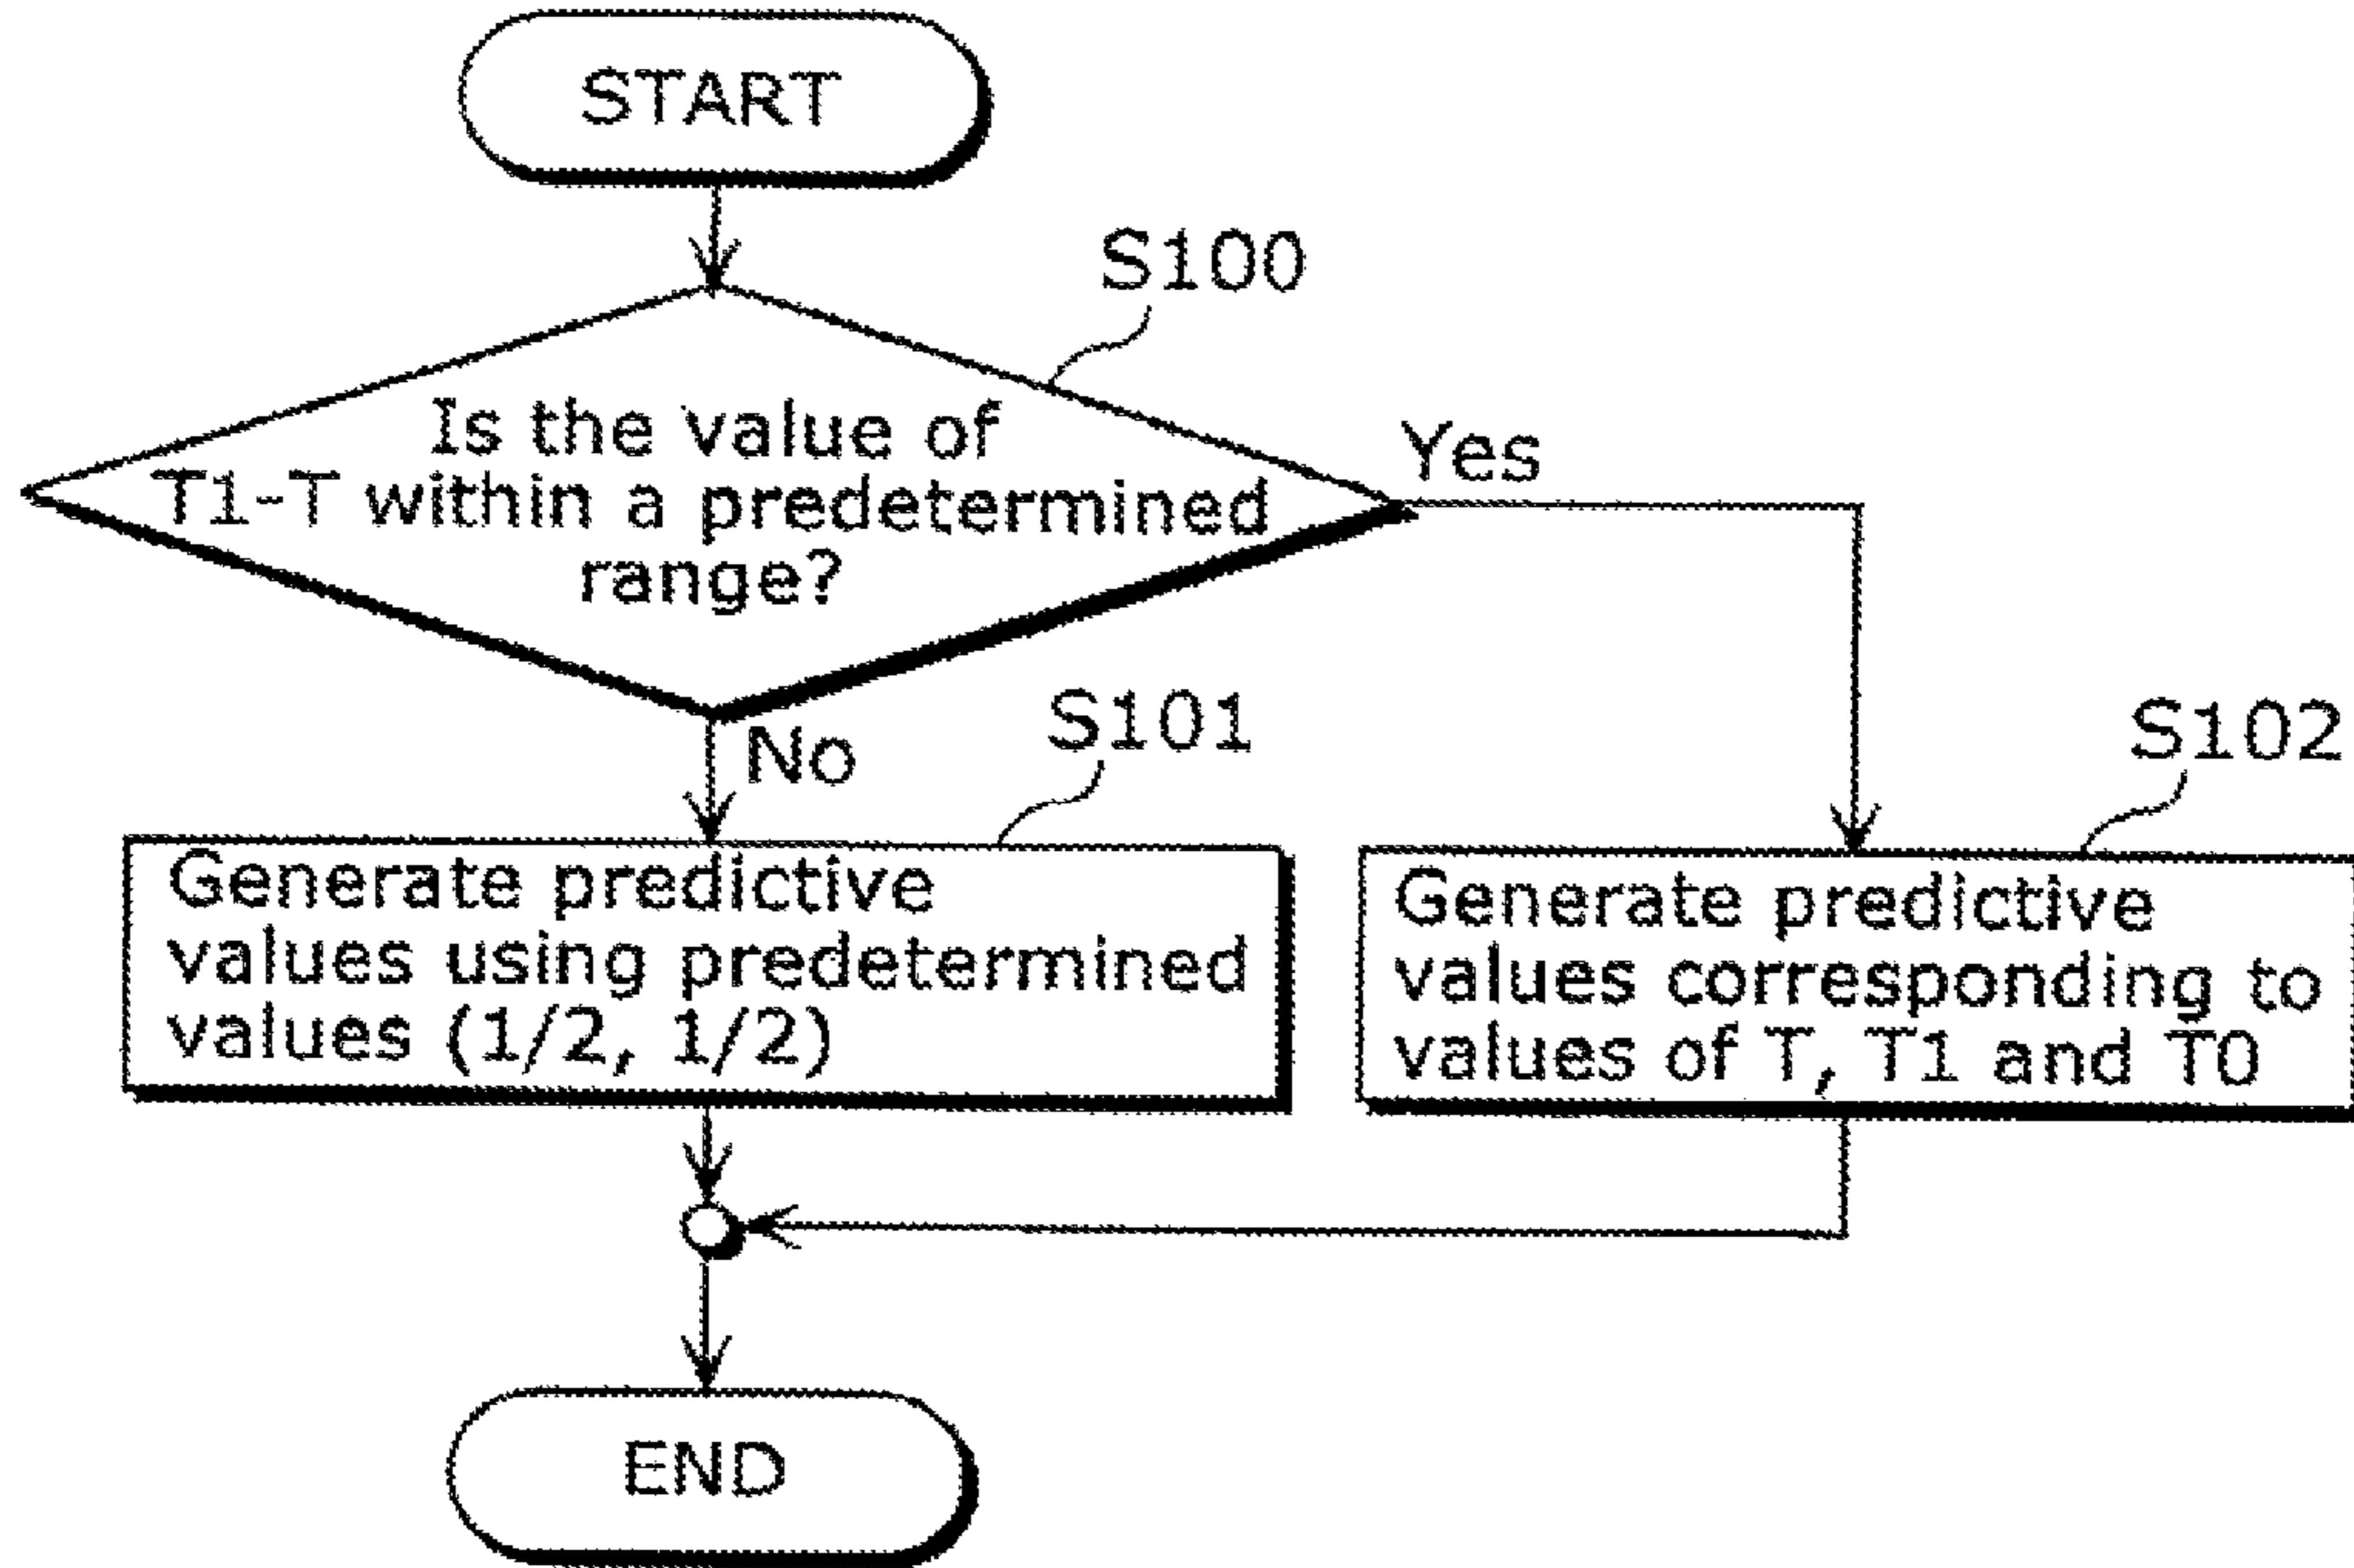 START
S100
Is the value of
T1-T within a predetermined
range?
Yes
No
S101
S102
Generate predictive
values using predetermined
values (1/2, 1/2)
Generate predictive
values corresponding to
values of T, T1 and T0
END